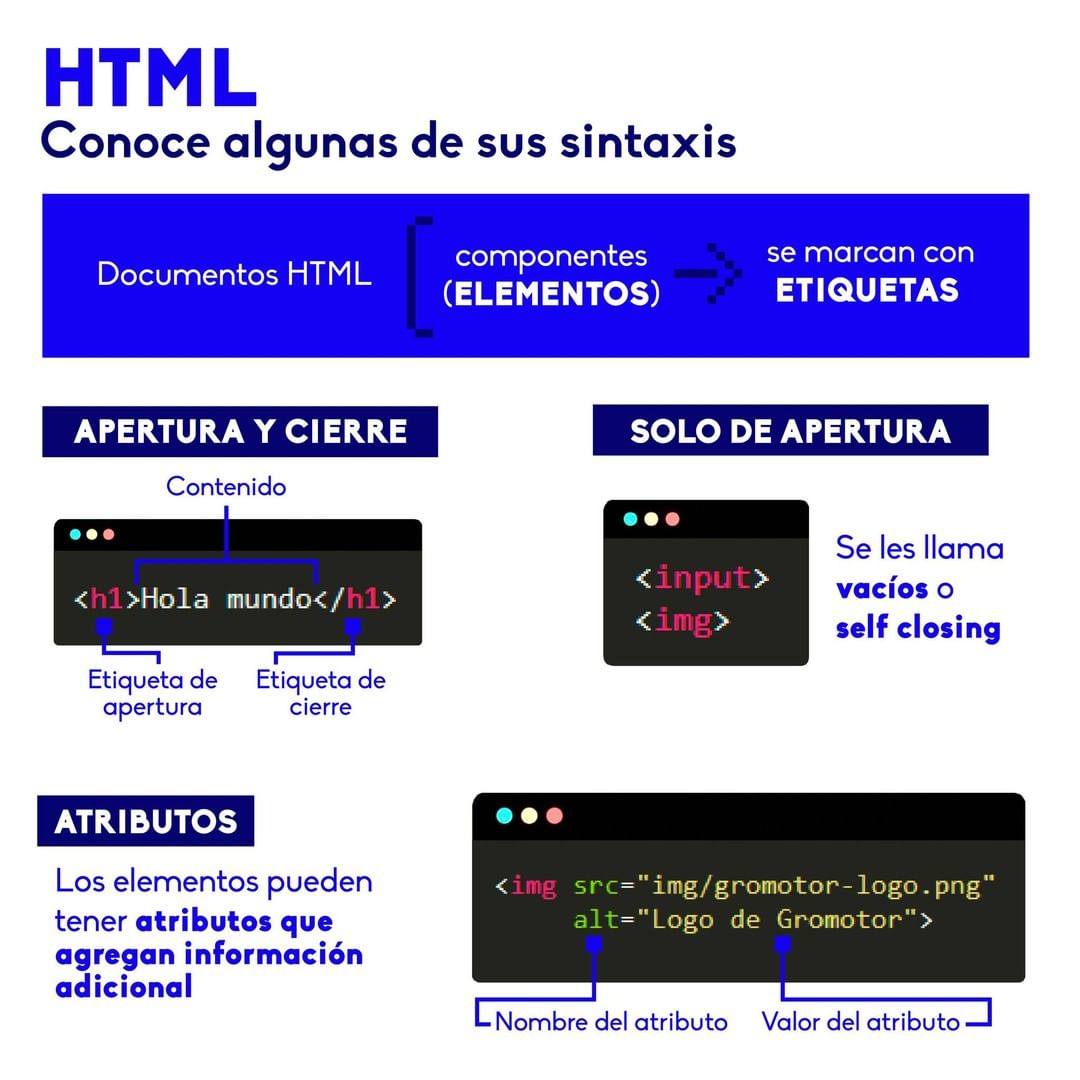 HTML
Conoce algunas de sus sintaxis
Documentos HTML
componentes
(ELEMENTOS)
se marcan con
ETIQUETAS
APERTURA Y CIERRE
Contenido
<h1>Hola mundo</h1>
Etiqueta de
apertura
Etiqueta de
cierre
SOLO DE APERTURA
<input>
<img>
Se les llama
vacíos o
self closing
ATRIBUTOS
Los elementos pueden
tener atributos que
agregan información
adicional
<img src="img/gromotor-logo.png"
alt="Logo de Gromotor">
Nombre del atributo
Valor del atributo